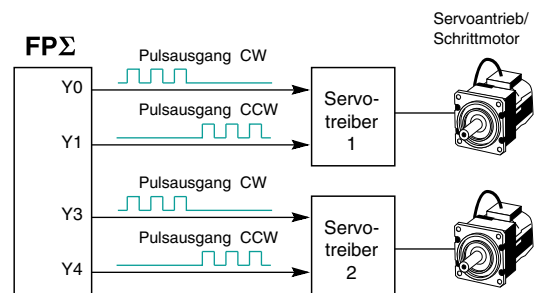 Servoantrieb/
Schrittmotor
FPΣ
Pulsausgang CW
Y0
Pulsausgang CCW
Y1
Servo-
treiber
1
Pulsausgang CW
Y3
Pulsausgang CCW
Y4
Servo-
treiber
2